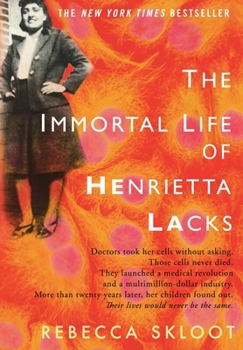 THE NEW YORK TIMES BESTSELLER
THE
IMMORTAL LIFE
OF
HENRIETTA
LACKS
Doctors took her cells without asking.
Those cells never died.
They launched a medical revolution
and a multimillion-dollar industry.
More than twenty years later, her children found out.
Their lives would never be the same.
REBECCA SKLOOT